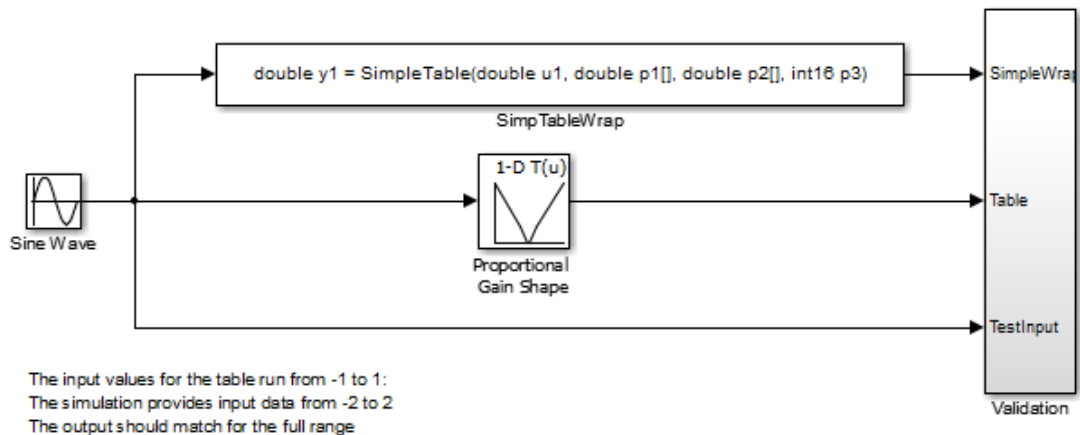 double y1 = SimpleTable(double u1, double p1[], double p2[], int16 p3)
SimpTableWrap
SimpleWrap
1-D T(u)
Proportional
Gain Shape
Sine Wave
Table
TestInput
Validation
The input values for the table run from -1 to 1:
The simulation provides input data from -2 to 2
The output should match for the full range